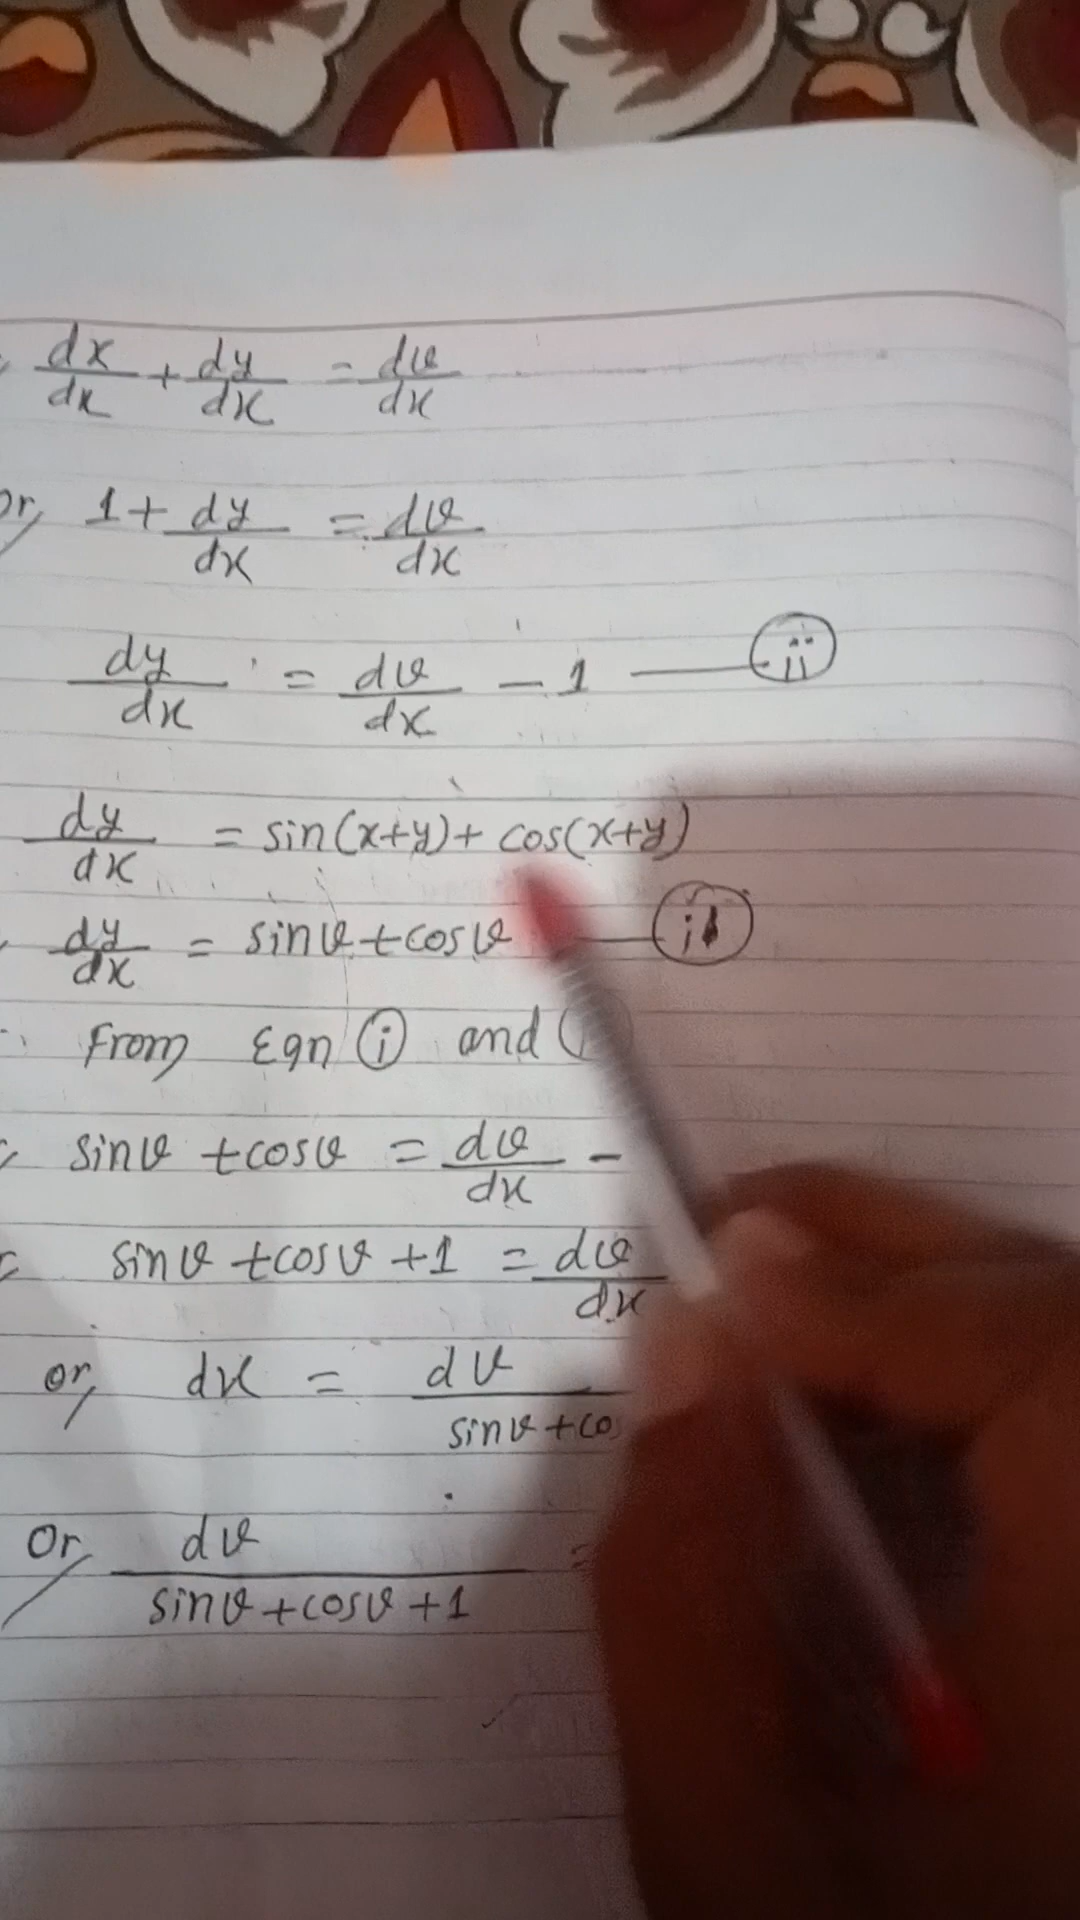 dx/dx + dy/dx = dv/dx
or, 1 + dy/dx = dv/dx
dy/dx = dv/dx - 1 — (ii)
dy/dx = sin(x+y) + cos(x+y)
dy/dx = sinv + cosv
From Eqn (i) and
sinv + cosv = dv/dx -
sinv + cosv + 1 = dv/dx
or, dx = dv/sinv + co
Or, dv/sinv + cosv + 1 =